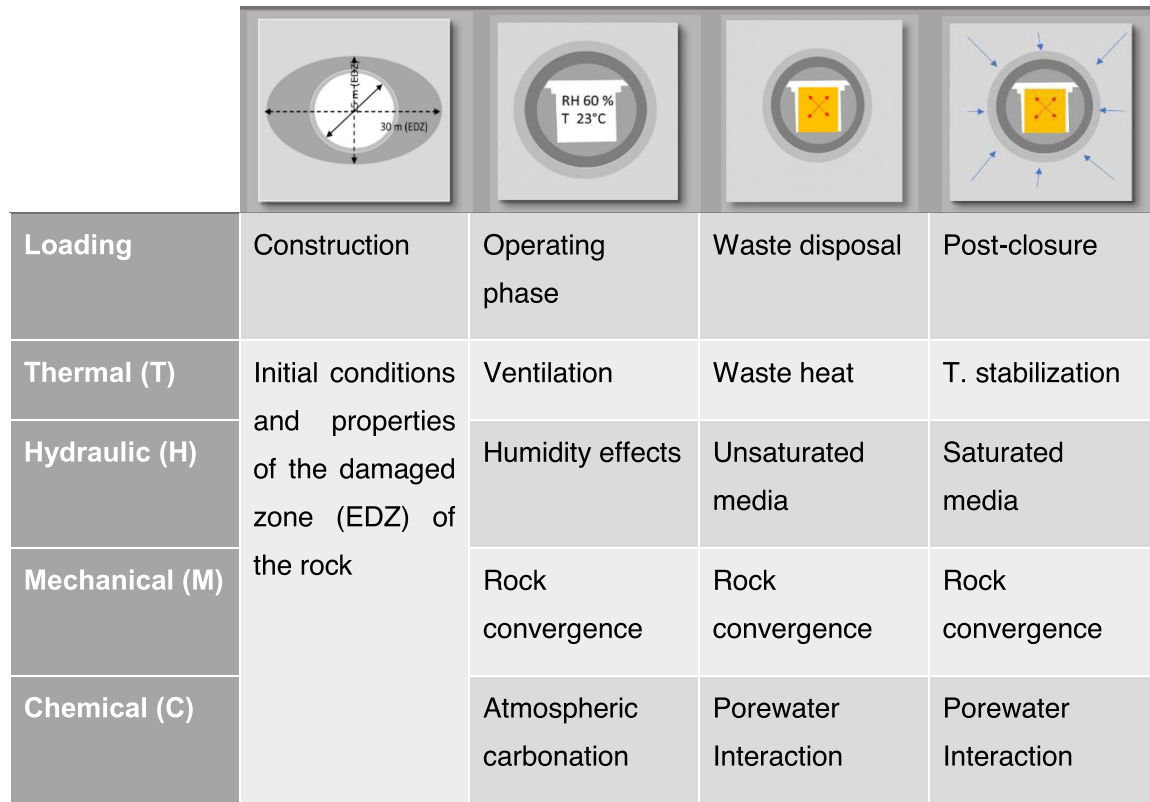 m (EDZ)
30 m (EDZ)
RH 60 %
T 23°C
Loading
Construction
Operating
phase
Waste disposal
Post-closure
Thermal (T)
Initial conditions
and properties
of the damaged
zone (EDZ) of
the rock
Ventilation
Waste heat
T. stabilization
Hydraulic (H)
Humidity effects
Unsaturated
media
Saturated
media
Mechanical (M)
Rock
convergence
Rock
convergence
Rock
convergence
Chemical (C)
Atmospheric
carbonation
Porewater
Interaction
Porewater
Interaction